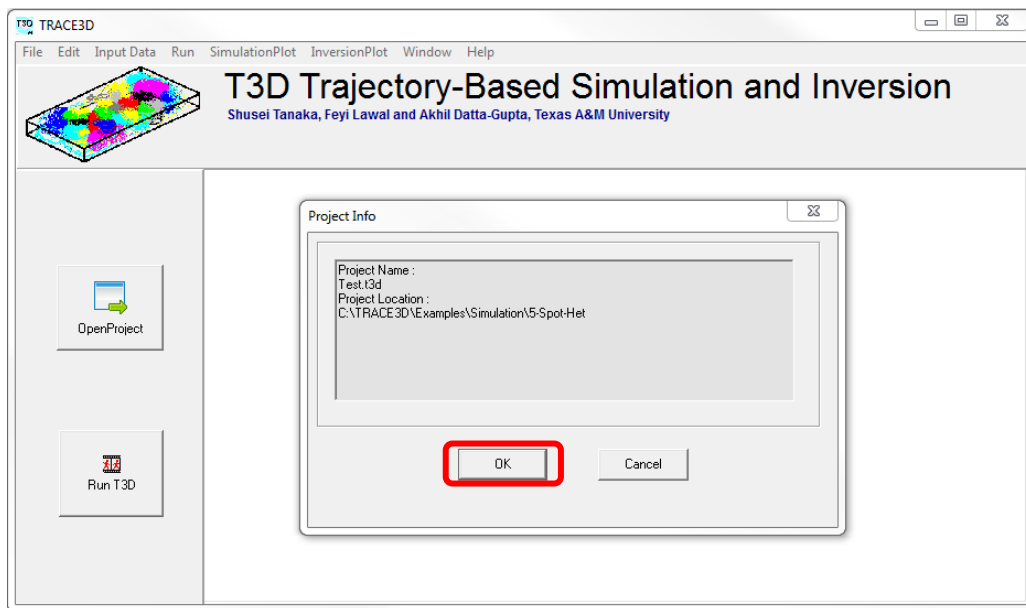 T3D TRACE3D
File Edit Input Data Run SimulationPlot InversionPlot Window Help
T3D Trajectory-Based Simulation and Inversion
Shusei Tanaka, Feyi Lawal and Akhil Datta-Gupta, Texas A&M University
Project Info
Project Name :
Test.t3d
Project Location :
C:\TRACE3D\Examples\Simulation\5-Spot-Het
OpenProject
OK
Cancel
Run T3D